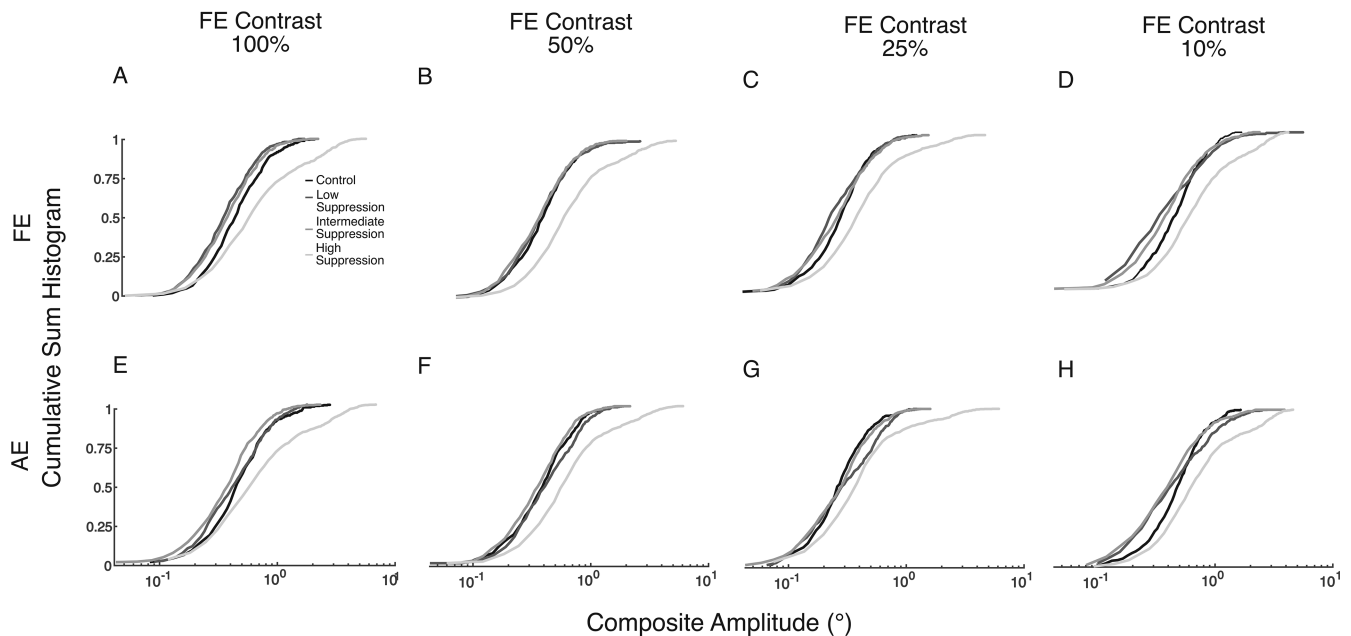 FE Contrast
100%
FE Contrast
50%
FE Contrast
25%
FE Contrast
10%
A
B
C
D
FE
AE
Cumulative Sum Histogram
1
0.75
0.5
0.25
0
Control
Low
Suppression
Intermediate
Suppression
High
Suppression
E
F
G
H
1
0.75
0.5
0.25
0
10-1
100
101
10-1
100
101
10-1
100
101
10-1
100
101
Composite Amplitude (°)